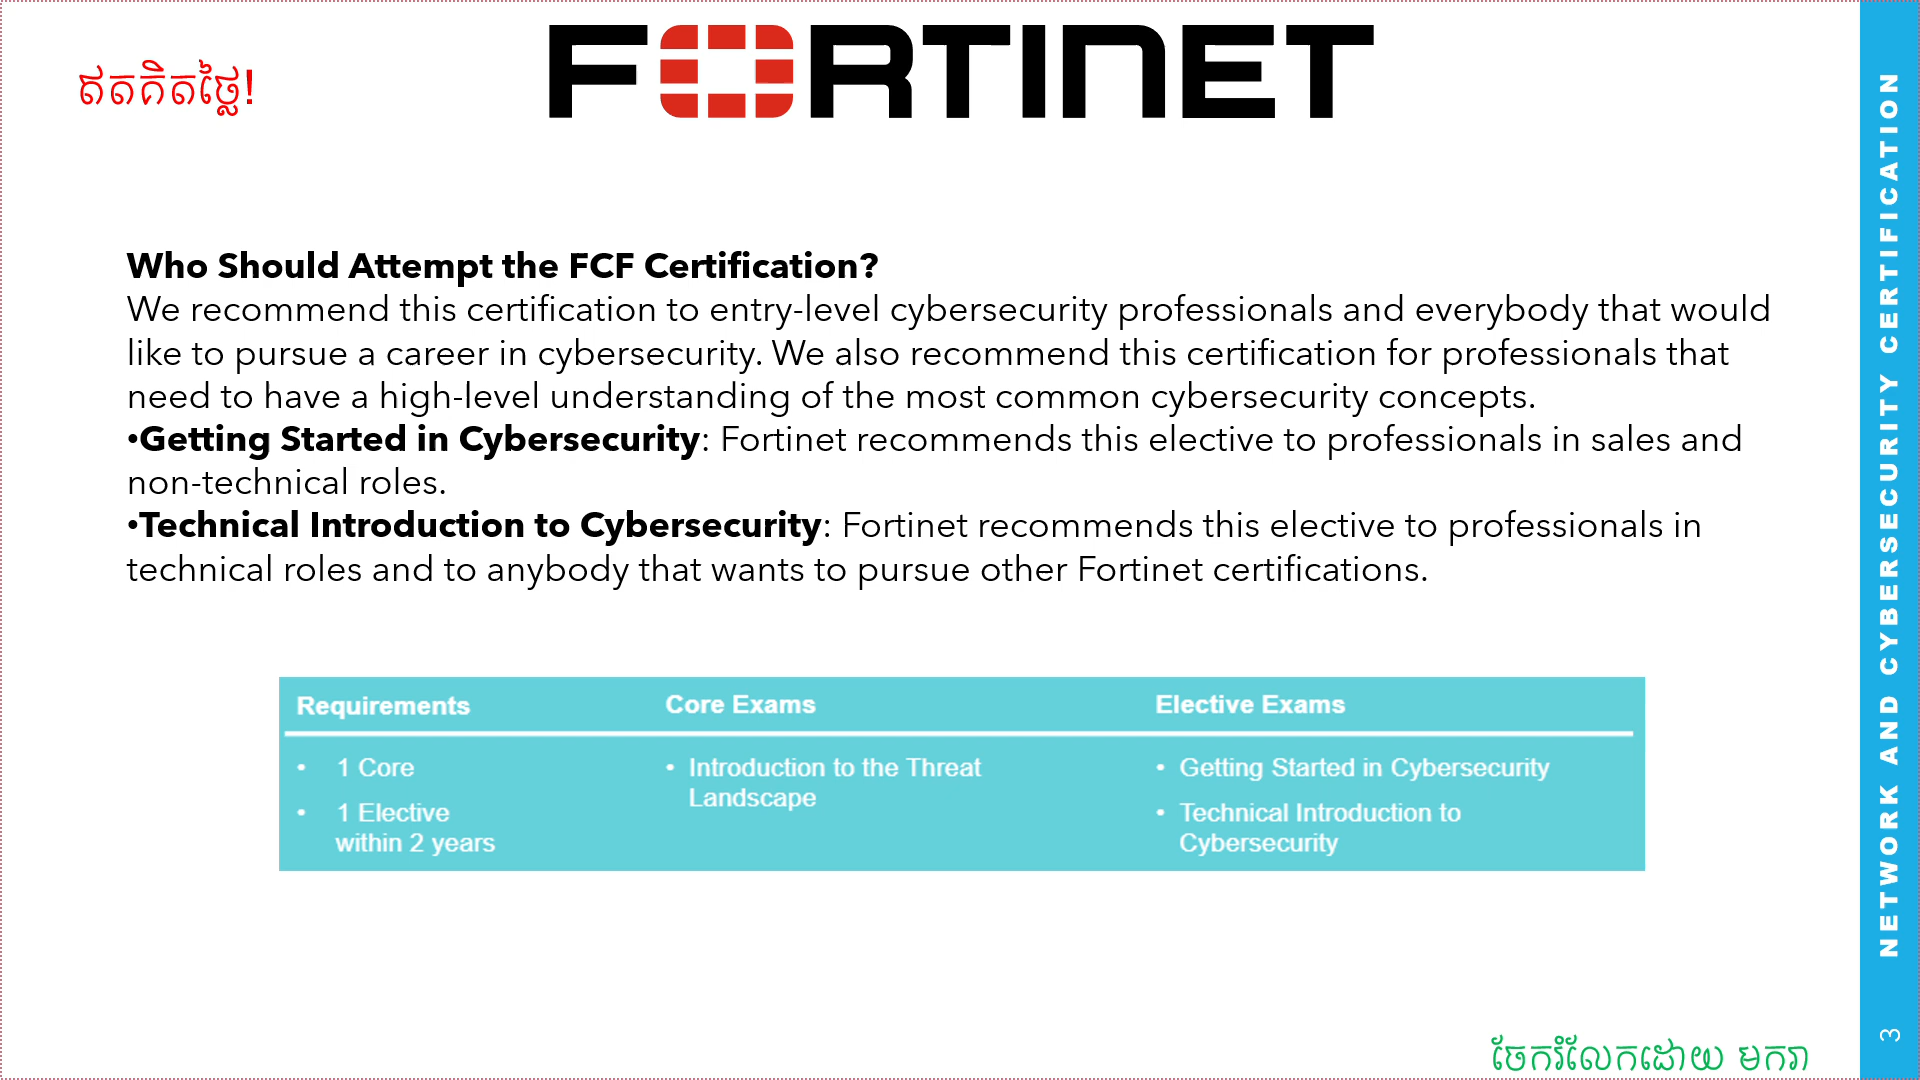 ឥតគិតថ្លៃ!
FORTINET
Who Should Attempt the FCF Certification?
We recommend this certification to entry-level cybersecurity professionals and everybody that would
like to pursue a career in cybersecurity. We also recommend this certification for professionals that
need to have a high-level understanding of the most common cybersecurity concepts.
•Getting Started in Cybersecurity: Fortinet recommends this elective to professionals in sales and
non-technical roles.
•Technical Introduction to Cybersecurity: Fortinet recommends this elective to professionals in
technical roles and to anybody that wants to pursue other Fortinet certifications.
Requirements
• 1 Core
• 1 Elective
within 2 years
Core Exams
• Introduction to the Threat
Landscape
Elective Exams
• Getting Started in Cybersecurity
• Technical Introduction to
Cybersecurity
ចែករំលែកដោយ មករា
NETWORK AND CYBERSECURITY CERTIFICATION
3